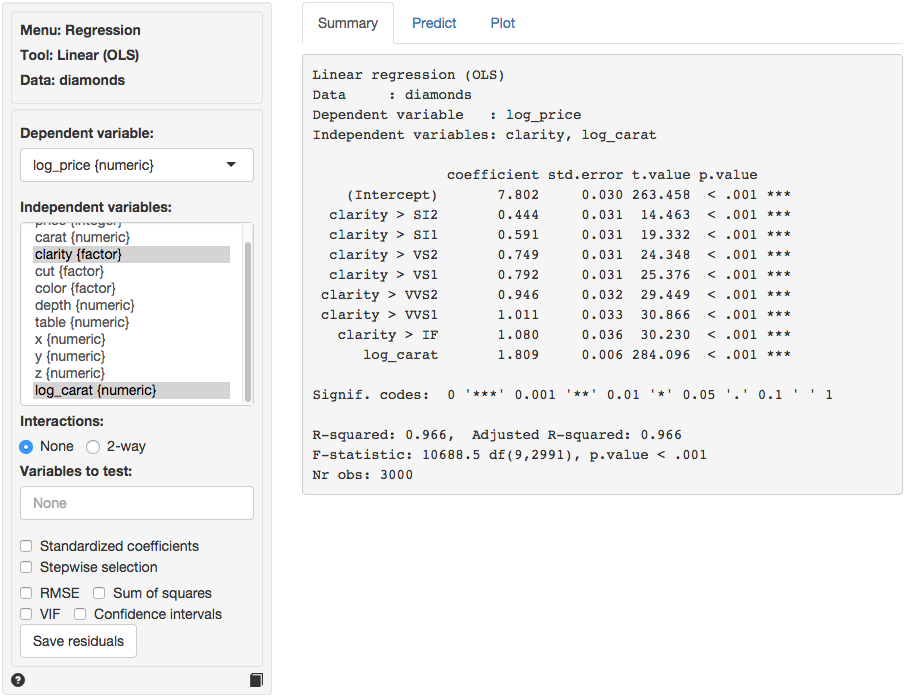 Menu: Regression
Tool: Linear (OLS)
Data: diamonds
Dependent variable:
log_price {numeric}
Independent variables:
price {integer}
carat {numeric}
clarity {factor}
cut {factor}
color {factor}
depth {numeric}
table {numeric}
x {numeric}
y {numeric}
z {numeric}
log_carat {numeric}
Interactions:
None 2-way
Variables to test:
None
Standardized coefficients
Stepwise selection
RMSE Sum of squares
VIF Confidence intervals
Save residuals
?
Summary Predict Plot
Linear regression (OLS)
Data : diamonds
Dependent variable : log_price
Independent variables: clarity, log_carat
coefficient std.error t.value p.value
(Intercept) 7.802 0.030 263.458 < .001 ***
clarity > SI2 0.444 0.031 14.463 < .001 ***
clarity > SI1 0.591 0.031 19.332 < .001 ***
clarity > VS2 0.749 0.031 24.348 < .001 ***
clarity > VS1 0.792 0.031 25.376 < .001 ***
clarity > VVS2 0.946 0.032 29.449 < .001 ***
clarity > VVS1 1.011 0.033 30.866 < .001 ***
clarity > IF 1.080 0.036 30.230 < .001 ***
log_carat 1.809 0.006 284.096 < .001 ***
Signif. codes: 0 '***' 0.001 '**' 0.01 '*' 0.05 '.' 0.1 ' ' 1
R-squared: 0.966, Adjusted R-squared: 0.966
F-statistic: 10688.5 df(9,2991), p.value < .001
Nr obs: 3000